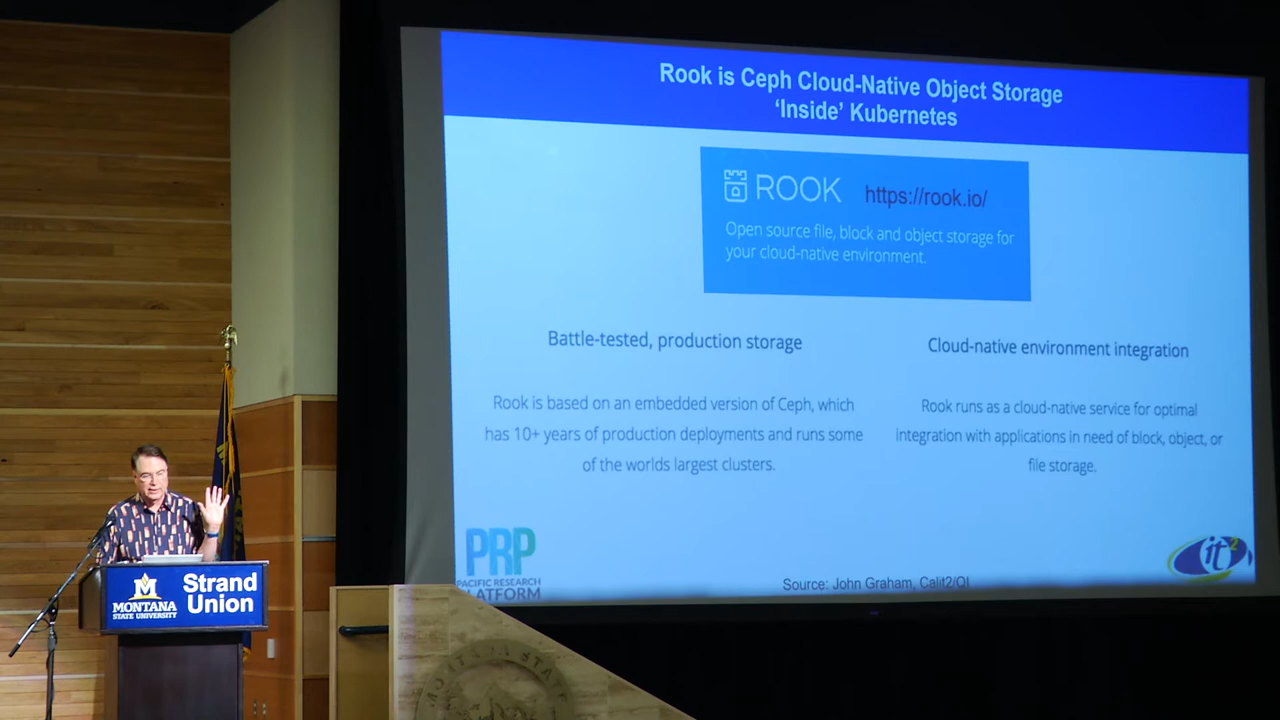 Rook is Ceph Cloud-Native Object Storage
‘Inside’ Kubernetes
ROOK
https://rook.io/
Open source file, block and object storage for
your cloud-native environment.
Battle-tested, production storage
Rook is based on an embedded version of Ceph, which
has 10+ years of production deployments and runs some
of the worlds largest clusters.
Cloud-native environment integration
Rook runs as a cloud-native service for optimal
integration with applications in need of block, object, or
file storage.
PRP
PACIFIC RESEARCH
PLATFORM
Source: John Graham, Calit2/QI
it2
M
MONTANA
STATE UNIVERSITY
Strand
Union
MONTANA STATE